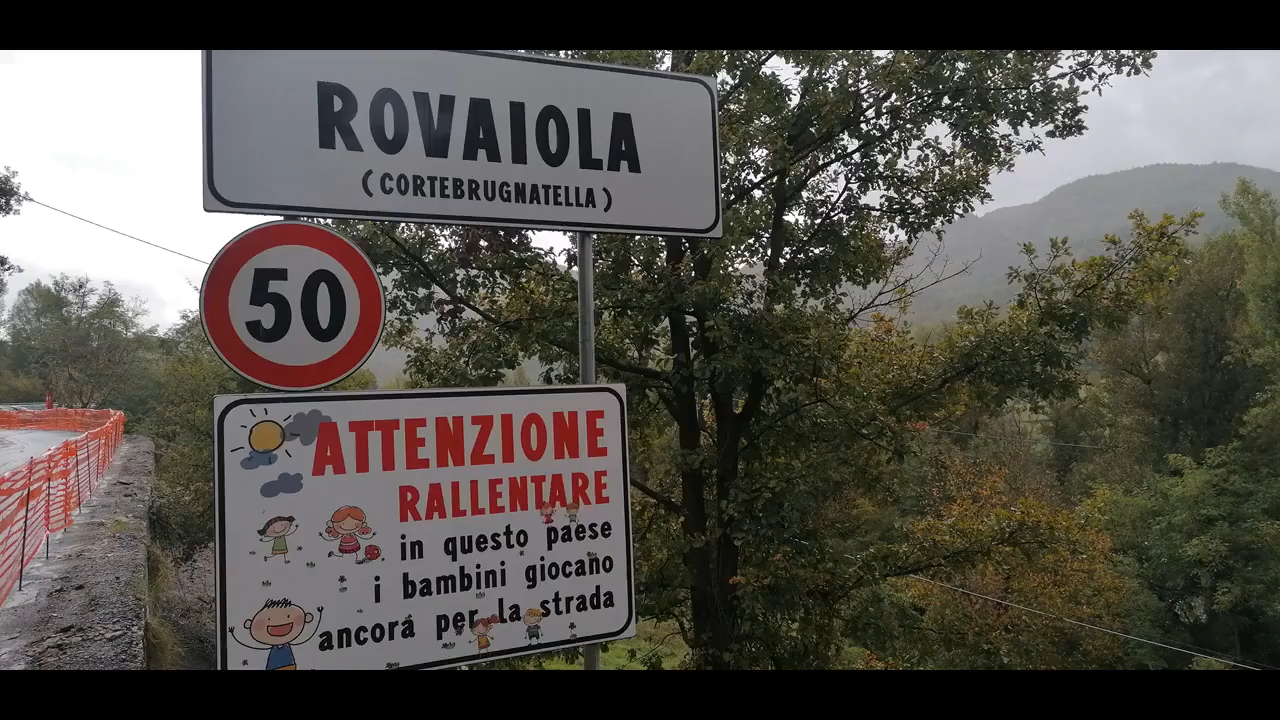 ROVAIOLA
(CORTEBRUGNATELLA)
50
ATTENZIONE
RALLENTARE
in questo paese
i bambini giocano
ancora per la strada